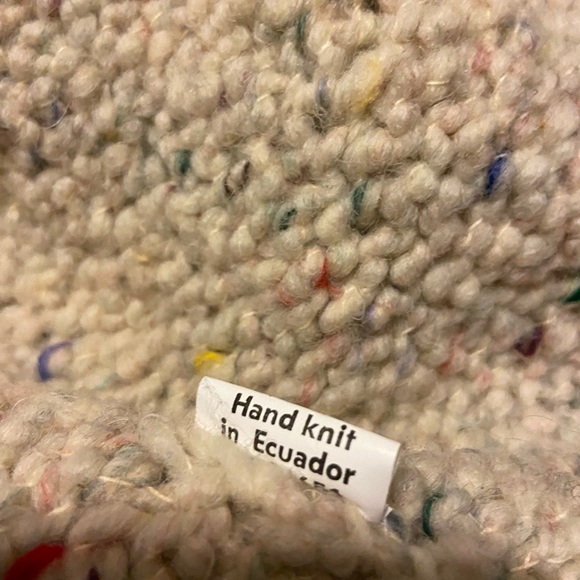 Hand knit
in Ecuador